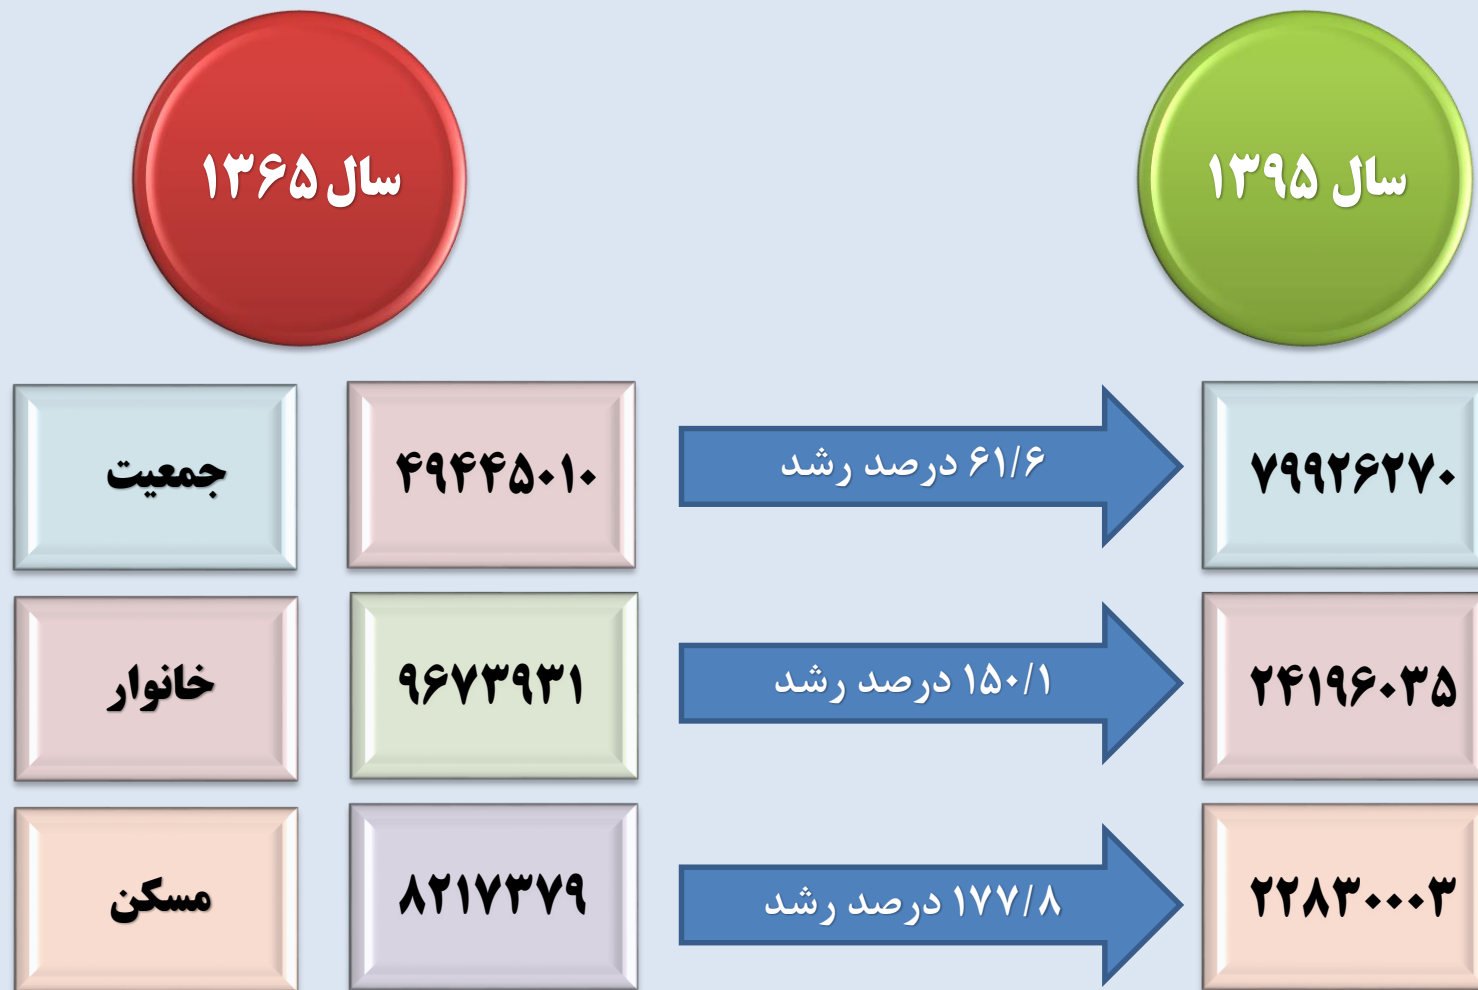 سال ۱۳۶۵
سال ۱۳۹۵
جمعیت
۴۹۴۴۵۰۱۰
۶۱/۶ درصد رشد
۷۹۹۲۶۲۷۰
خانوار
۹۶۷۳۹۳۱
۱۵۰/۱ درصد رشد
۲۴۱۹۶۰۳۵
مسکن
۸۲۱۷۳۷۹
۱۷۷/۸ درصد رشد
۲۲۸۳۰۰۰۳